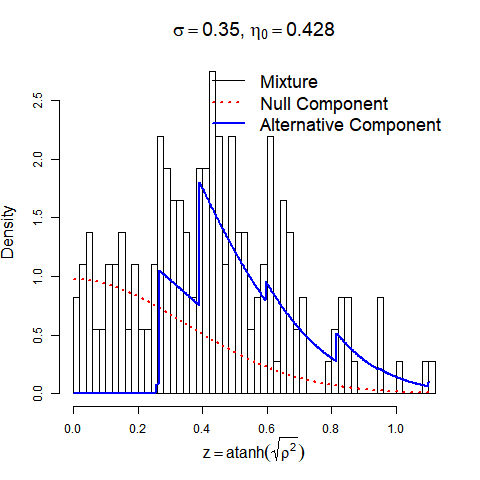 σ = 0.35, η₀ = 0.428
Mixture
Null Component
Alternative Component
Density
0.0
0.5
1.0
1.5
2.0
2.5
0.0 0.2 0.4 0.6 0.8 1.0
z = atanh(√ρ²)